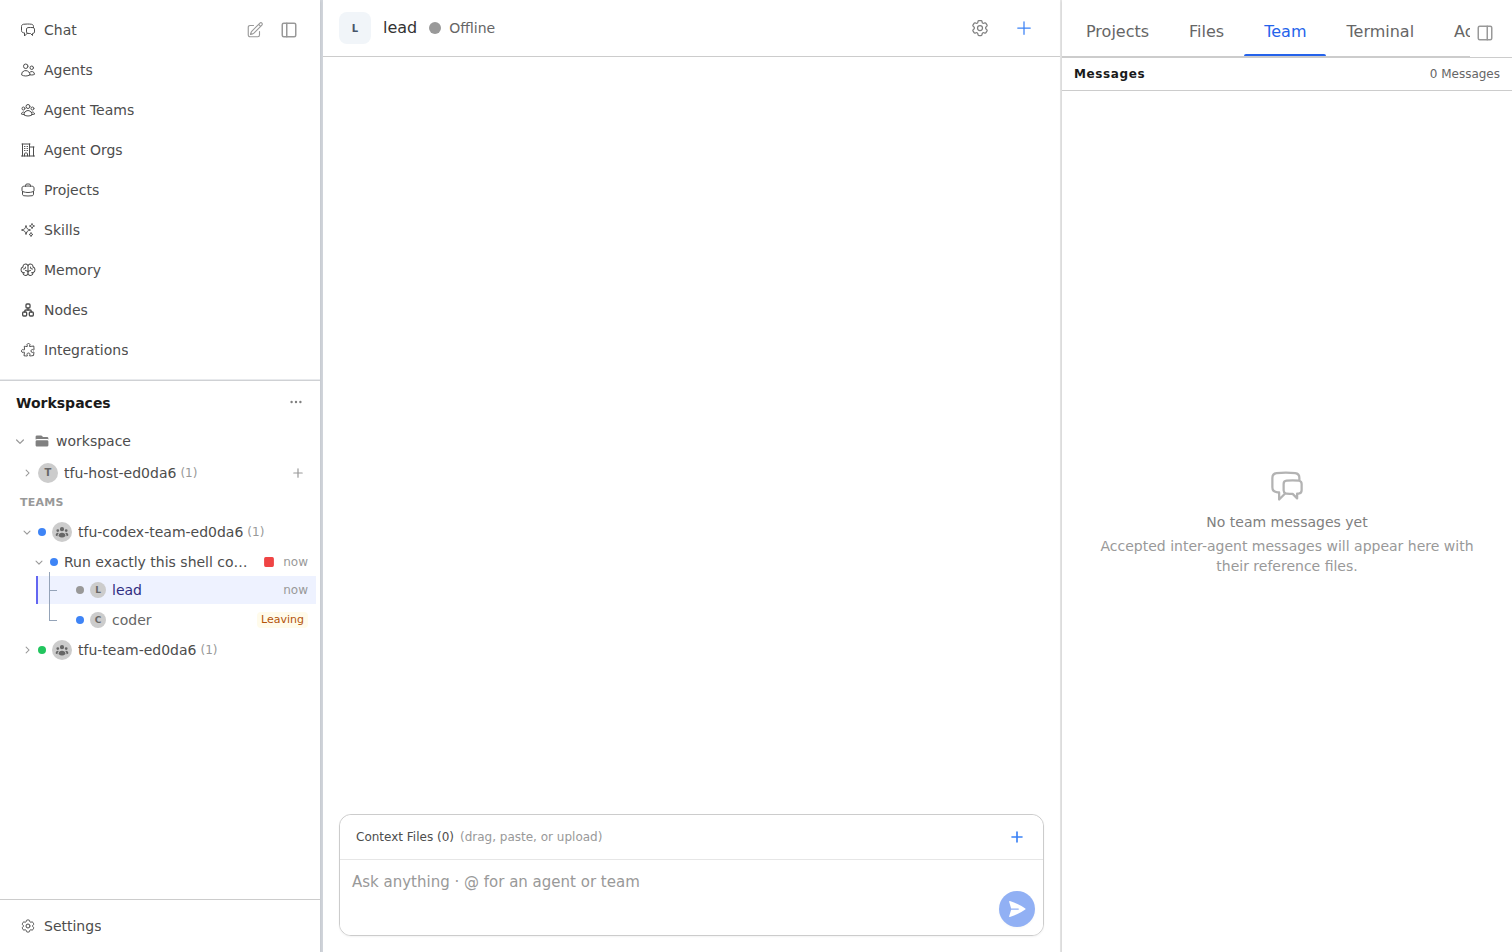 Chat
Agents
Agent Teams
Agent Orgs
Projects
Skills
Memory
Nodes
Integrations
Workspaces
workspace
T tfu-host-ed0da6 (1)
TEAMS
tfu-codex-team-ed0da6 (1)
Run exactly this shell co... now
L lead now
C coder Leaving
tfu-team-ed0da6 (1)
Settings
L lead Offline
Context Files (0) (drag, paste, or upload)
Ask anything · @ for an agent or team
Projects Files Team Terminal Ac
Messages 0 Messages
No team messages yet
Accepted inter-agent messages will appear here with
their reference files.